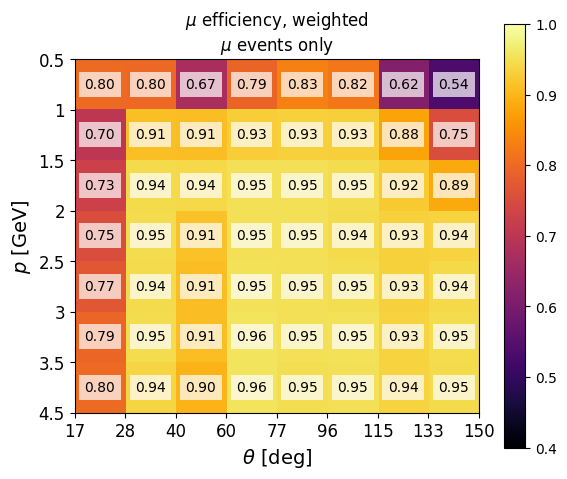 μ efficiency, weighted
μ events only
0.5 0.80 0.80 0.67 0.79 0.83 0.82 0.62 0.54
1 0.70 0.91 0.91 0.93 0.93 0.93 0.88 0.75
1.5 0.73 0.94 0.94 0.95 0.95 0.95 0.92 0.89
2 0.75 0.95 0.91 0.95 0.95 0.94 0.93 0.94
2.5 0.77 0.94 0.91 0.95 0.95 0.95 0.93 0.94
3 0.79 0.95 0.91 0.96 0.95 0.95 0.93 0.95
3.5 0.80 0.94 0.90 0.96 0.95 0.95 0.94 0.95
4.5
17 28 40 60 77 96 115 133 150
θ [deg]
p [GeV]
1.0
0.9
0.8
0.7
0.6
0.5
0.4